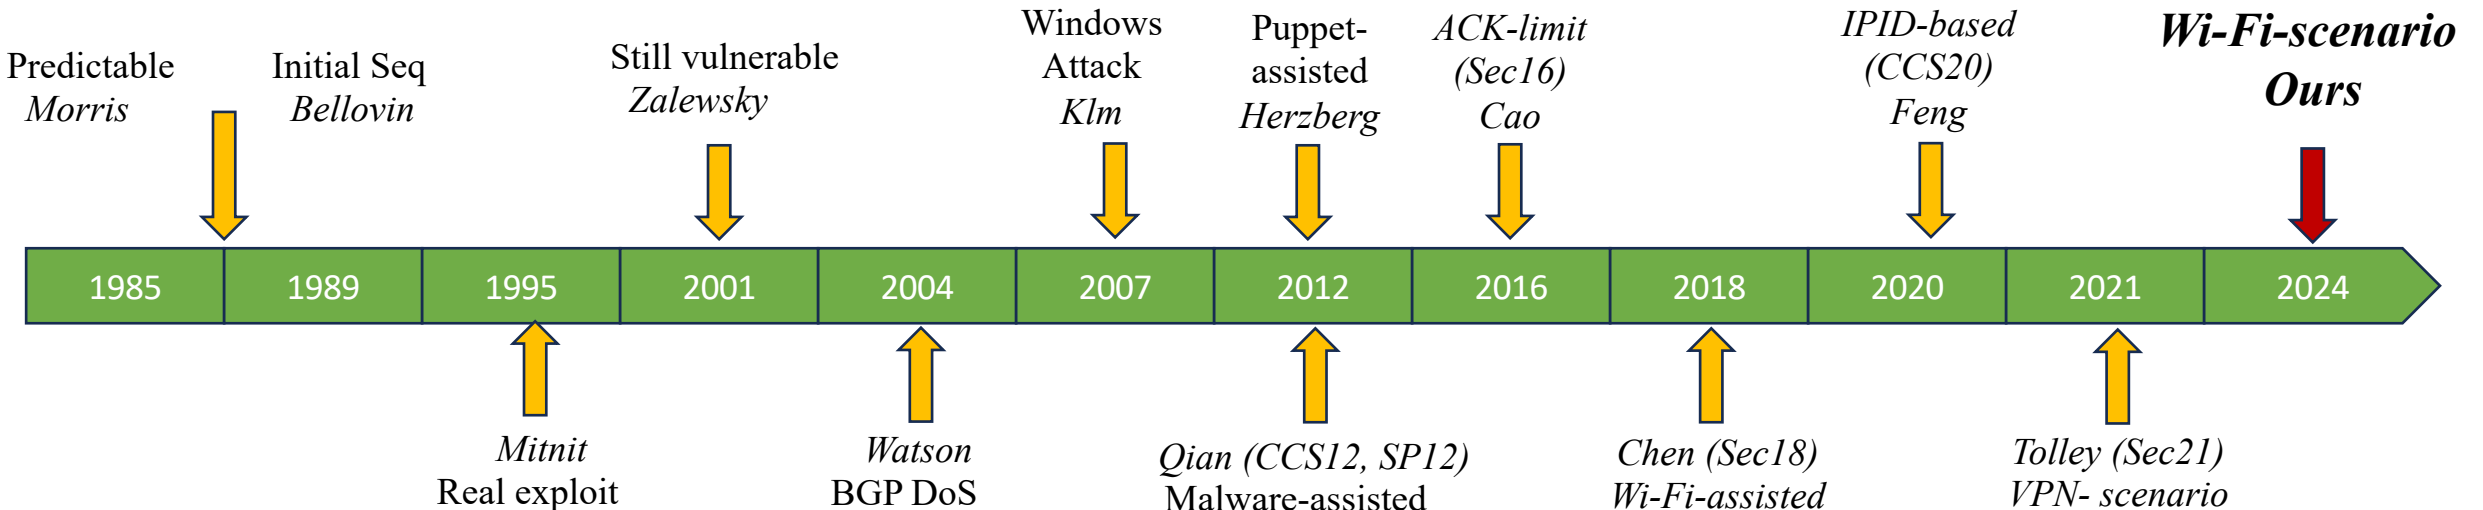 Predictable
Morris
Initial Seq
Bellovin
Still vulnerable
Zalewsky
Windows
Attack
Klm
Puppet-
assisted
Herzberg
ACK-limit
(Sec16)
Cao
IPID-based
(CCS20)
Feng
Wi-Fi-scenario
Ours
1985
1989
1995
2001
2004
2007
2012
2016
2018
2020
2021
2024
Mitnit
Real exploit
Watson
BGP DoS
Qian (CCS12, SP12)
Malware-assisted
Chen (Sec18)
Wi-Fi-assisted
Tolley (Sec21)
VPN- scenario